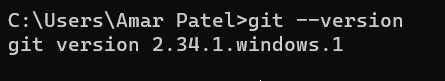 C:\Users\Amar Patel>git --version
git version 2.34.1.windows.1